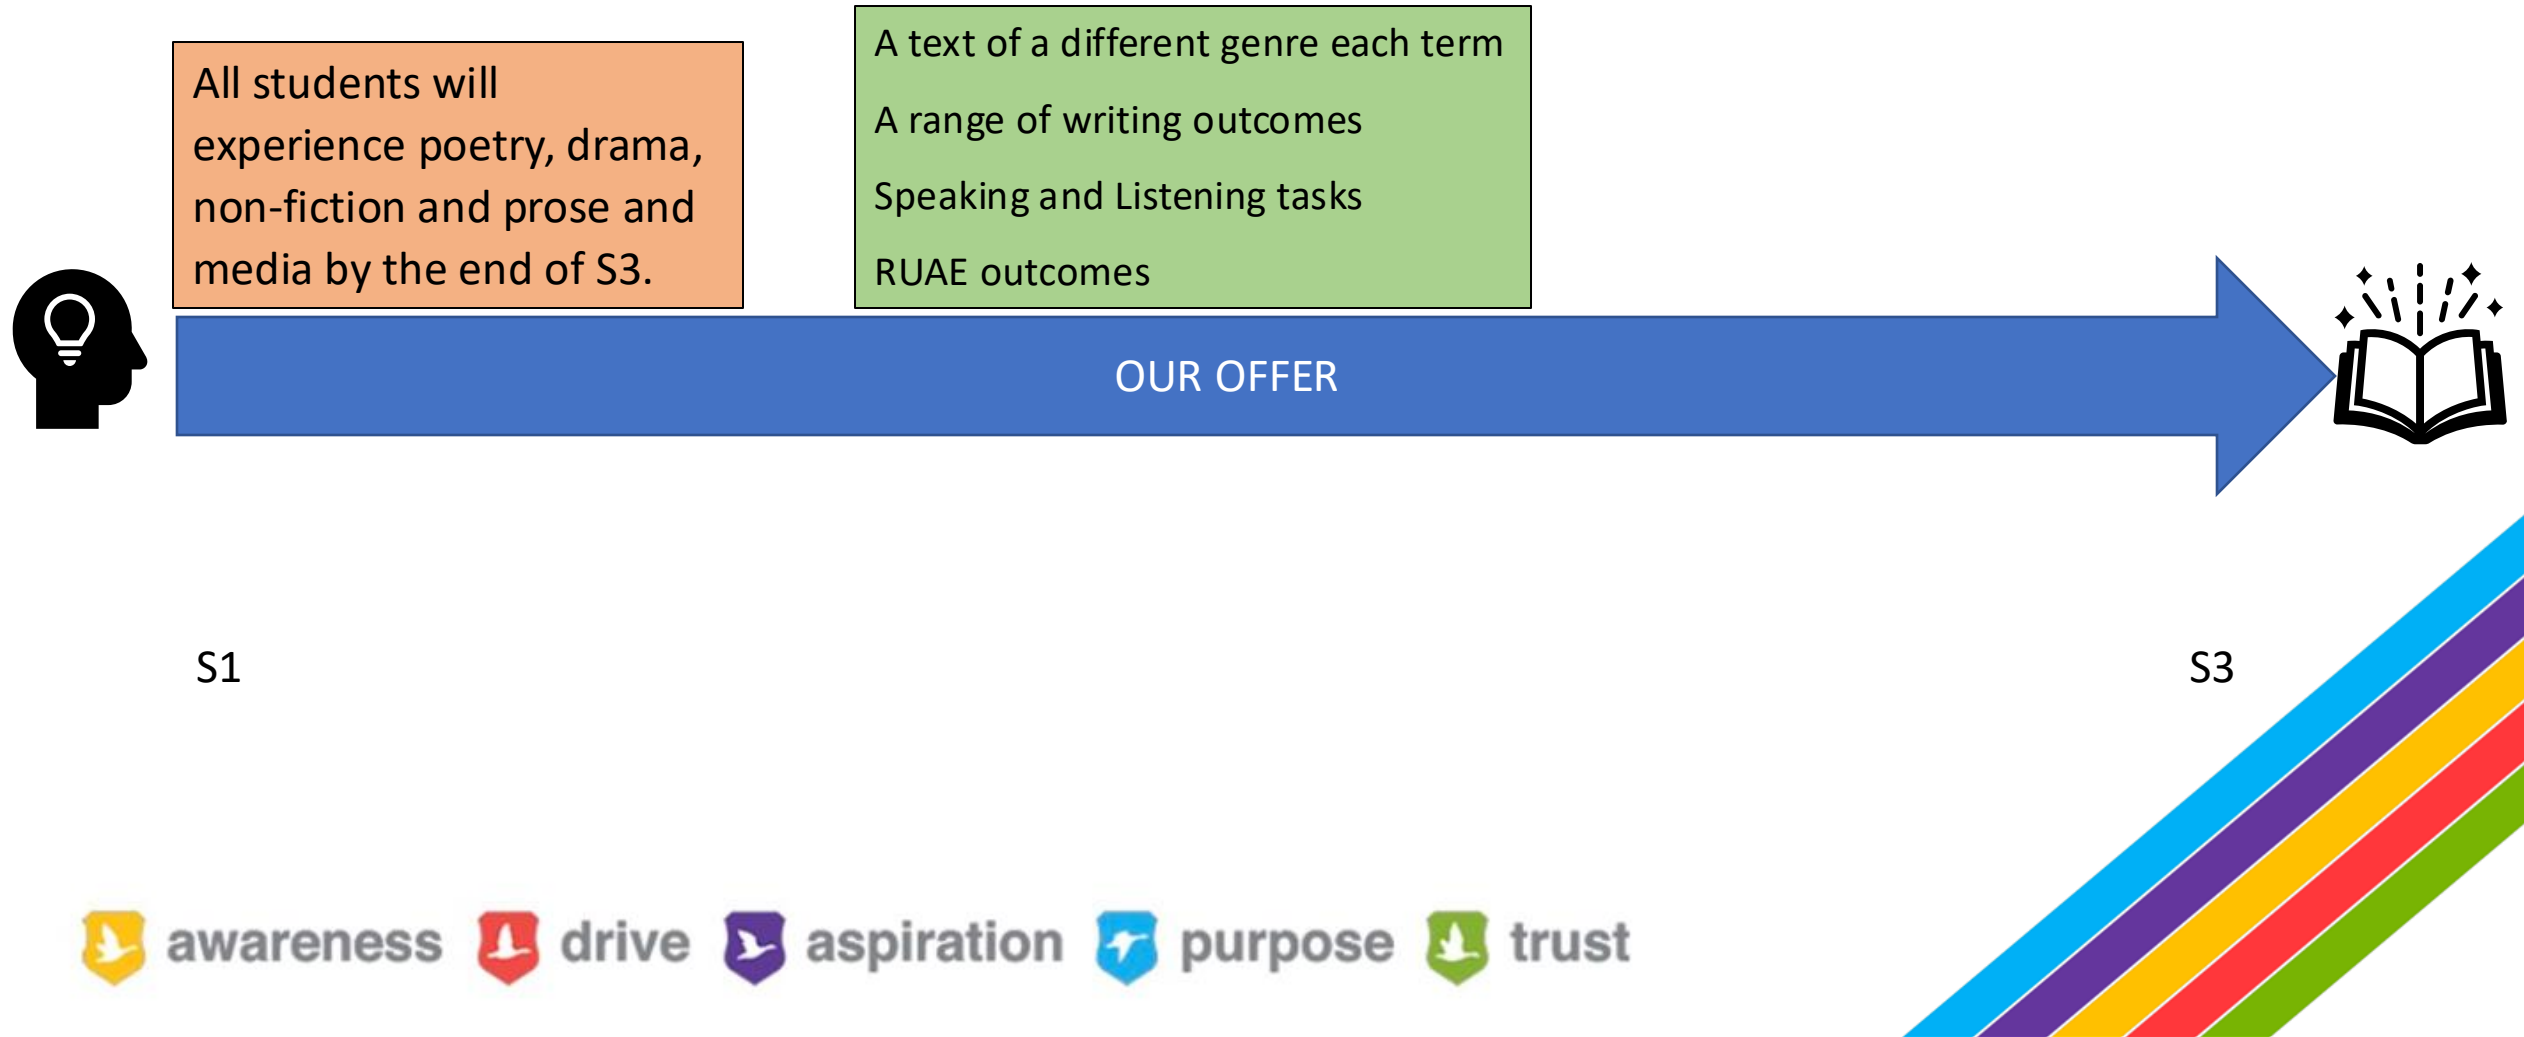 All students will
experience poetry, drama,
non-fiction and prose and
media by the end of S3.
A text of a different genre each term
A range of writing outcomes
Speaking and Listening tasks
RUAE outcomes
OUR OFFER
S1
S3
awareness drive aspiration purpose trust